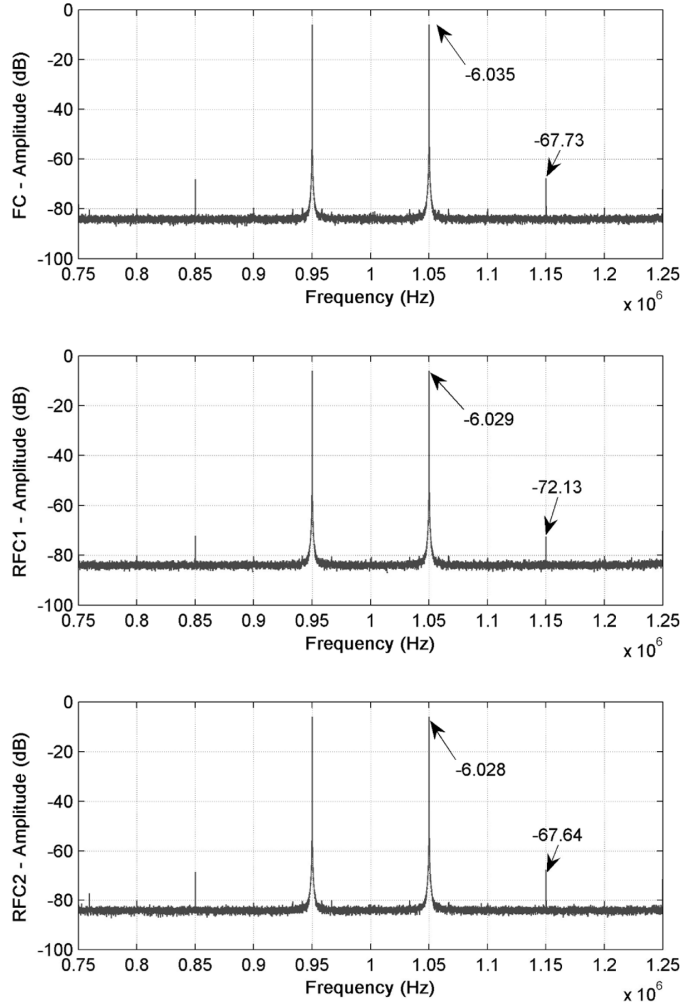 0
-20
-40
-60
-80
-100
FC - Amplitude (dB)
-6.035
-67.73
0.75 0.8 0.85 0.9 0.95 1 1.05 1.1 1.15 1.2 1.25
Frequency (Hz)
x 10^6
0
-20
-40
-60
-80
-100
RFC1 - Amplitude (dB)
-6.029
-72.13
0.75 0.8 0.85 0.9 0.95 1 1.05 1.1 1.15 1.2 1.25
Frequency (Hz)
x 10^6
0
-20
-40
-60
-80
-100
RFC2 - Amplitude (dB)
-6.028
-67.64
0.75 0.8 0.85 0.9 0.95 1 1.05 1.1 1.15 1.2 1.25
Frequency (Hz)
x 10^6